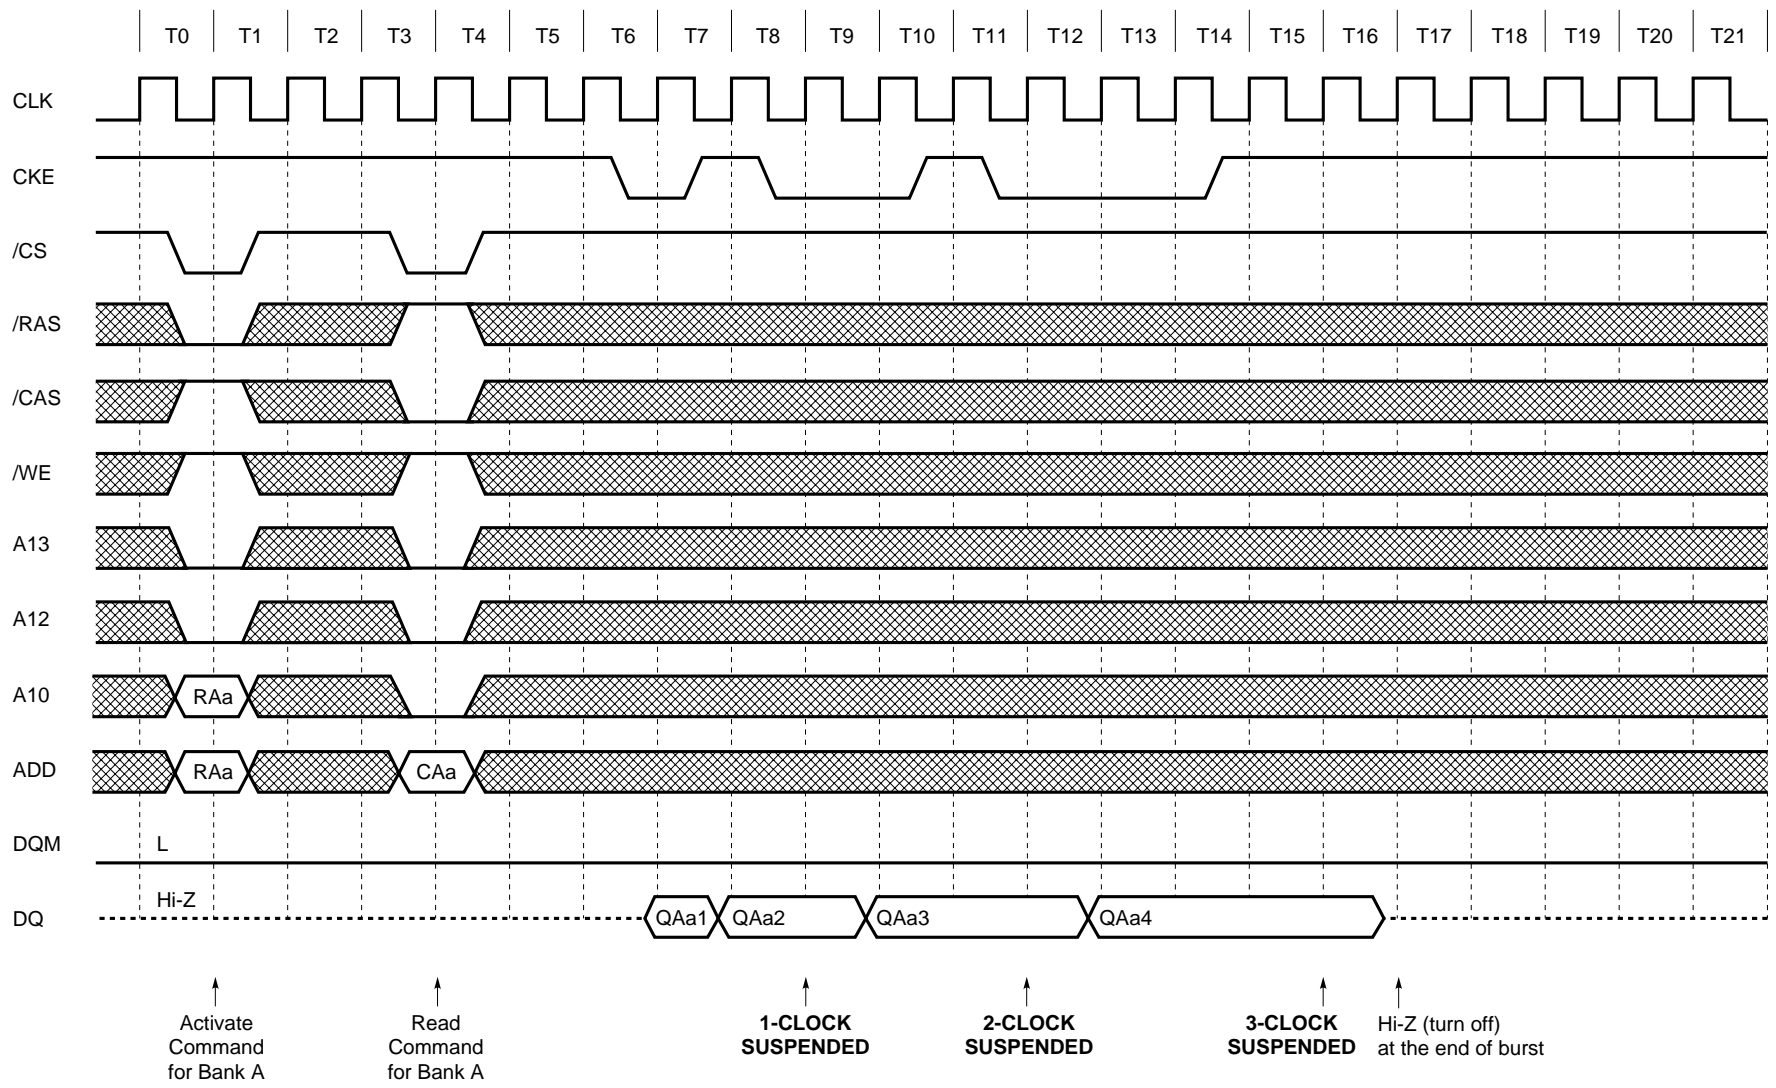 T0 T1 T2 T3 T4 T5 T6 T7 T8 T9 T10 T11 T12 T13 T14 T15 T16 T17 T18 T19 T20 T21
CLK
CKE
/CS
/RAS
/CAS
/WE
A13
A12
A10 RAa
ADD RAa CAa
DQM L
Hi-Z
DQ QAa1 QAa2 QAa3 QAa4
Activate
Command
for Bank A
Read
Command
for Bank A
1-CLOCK
SUSPENDED
2-CLOCK
SUSPENDED
3-CLOCK
SUSPENDED
Hi-Z (turn off)
at the end of burst